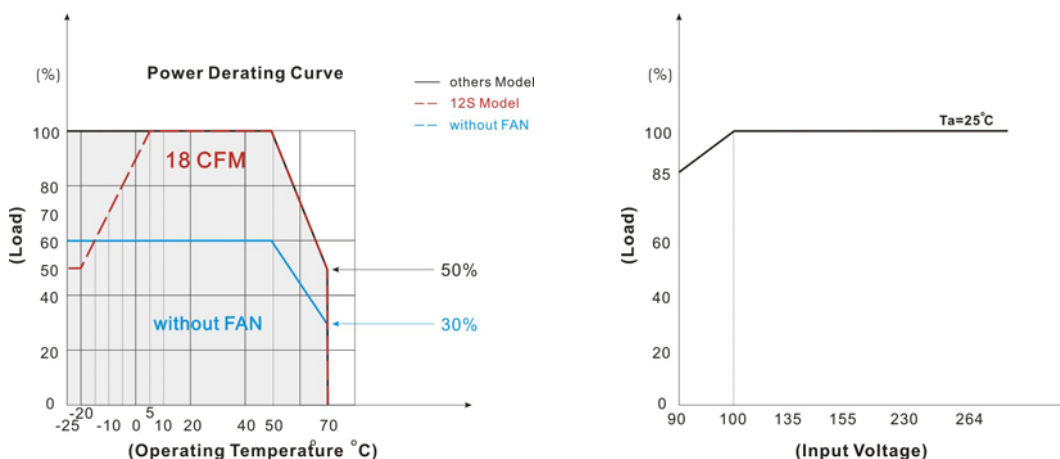 (%)
Power Derating Curve
others Model
12S Model
without FAN
100
80
70
60
50
40
20
0
(Load)
18 CFM
without FAN
50%
30%
-25 -20 -10 0 5 10 20 40 50 70
(Operating Temperature °C)
(%)
100
85
60
40
20
0
(Load)
Ta=25°C
90 100 135 155 230 264
(Input Voltage)